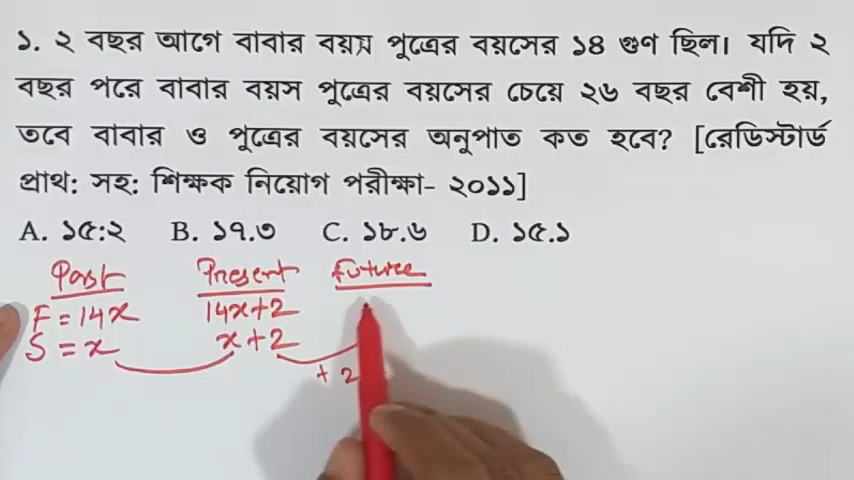 ১. ২ বছর আগে বাবার বয়স পুত্রের বয়সের ১৪ গুণ ছিল। যদি ২
বছর পরে বাবার বয়স পুত্রের বয়সের চেয়ে ২৬ বছর বেশী হয়,
তবে বাবার ও পুত্রের বয়সের অনুপাত কত হবে? [রেডিস্টার্ড
প্রাথ: সহ: শিক্ষক নিয়োগ পরীক্ষা- ২০১১]
A. ১৫:২ B. ১৭.৩ C. ১৮.৬ D. ১৫.১
Past Present Future
F = 14x 14x+2
S = x x+2
+ 2